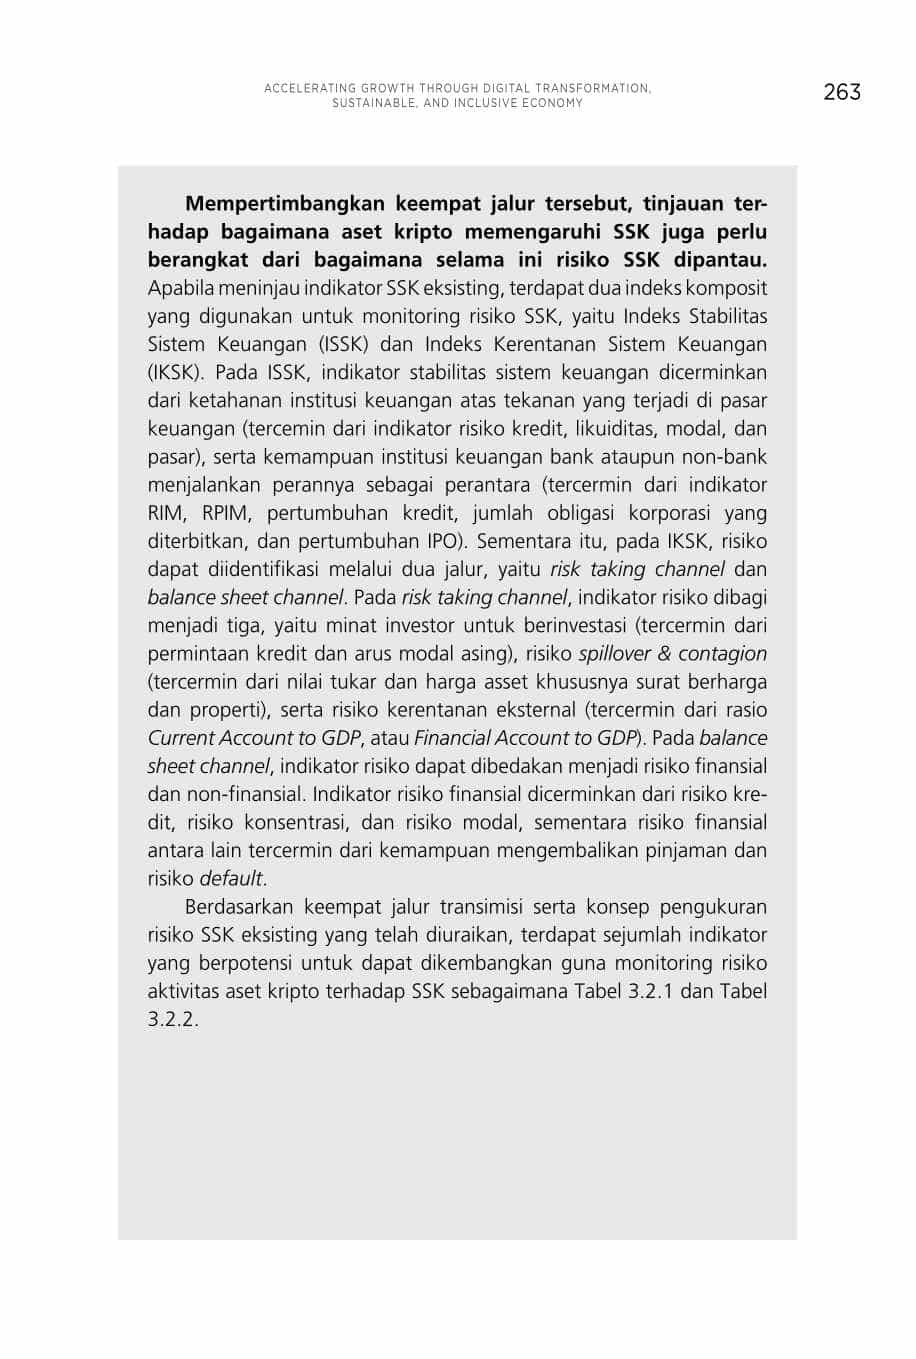 ACCELERATING GROWTH THROUGH DIGITAL TRANSFORMATION,
SUSTAINABLE, AND INCLUSIVE ECONOMY
263
Mempertimbangkan keempat jalur tersebut, tinjauan ter-
hadap bagaimana aset kripto memengaruhi SSK juga perlu
berangkat dari bagaimana selama ini risiko SSK dipantau.
Apabila meninjau indikator SSK eksisting, terdapat dua indeks komposit
yang digunakan untuk monitoring risiko SSK, yaitu Indeks Stabilitas
Sistem Keuangan (ISSK) dan Indeks Kerentanan Sistem Keuangan
(IKSK). Pada ISSK, indikator stabilitas sistem keuangan dicerminkan
dari ketahanan institusi keuangan atas tekanan yang terjadi di pasar
keuangan (tercemin dari indikator risiko kredit, likuiditas, modal, dan
pasar), serta kemampuan institusi keuangan bank ataupun non-bank
menjalankan perannya sebagai perantara (tercermin dari indikator
RIM, RPIM, pertumbuhan kredit, jumlah obligasi korporasi yang
diterbitkan, dan pertumbuhan IPO). Sementara itu, pada IKSK, risiko
dapat diidentifikasi melalui dua jalur, yaitu risk taking channel dan
balance sheet channel. Pada risk taking channel, indikator risiko dibagi
menjadi tiga, yaitu minat investor untuk berinvestasi (tercermin dari
permintaan kredit dan arus modal asing), risiko spillover & contagion
(tercermin dari nilai tukar dan harga asset khususnya surat berharga
dan properti), serta risiko kerentanan eksternal (tercermin dari rasio
Current Account to GDP, atau Financial Account to GDP). Pada balance
sheet channel, indikator risiko dapat dibedakan menjadi risiko finansial
dan non-finansial. Indikator risiko finansial dicerminkan dari risiko kre-
dit, risiko konsentrasi, dan risiko modal, sementara risiko finansial
antara lain tercermin dari kemampuan mengembalikan pinjaman dan
risiko default.
Berdasarkan keempat jalur transimisi serta konsep pengukuran
risiko SSK eksisting yang telah diuraikan, terdapat sejumlah indikator
yang berpotensi untuk dapat dikembangkan guna monitoring risiko
aktivitas aset kripto terhadap SSK sebagaimana Tabel 3.2.1 dan Tabel
3.2.2.